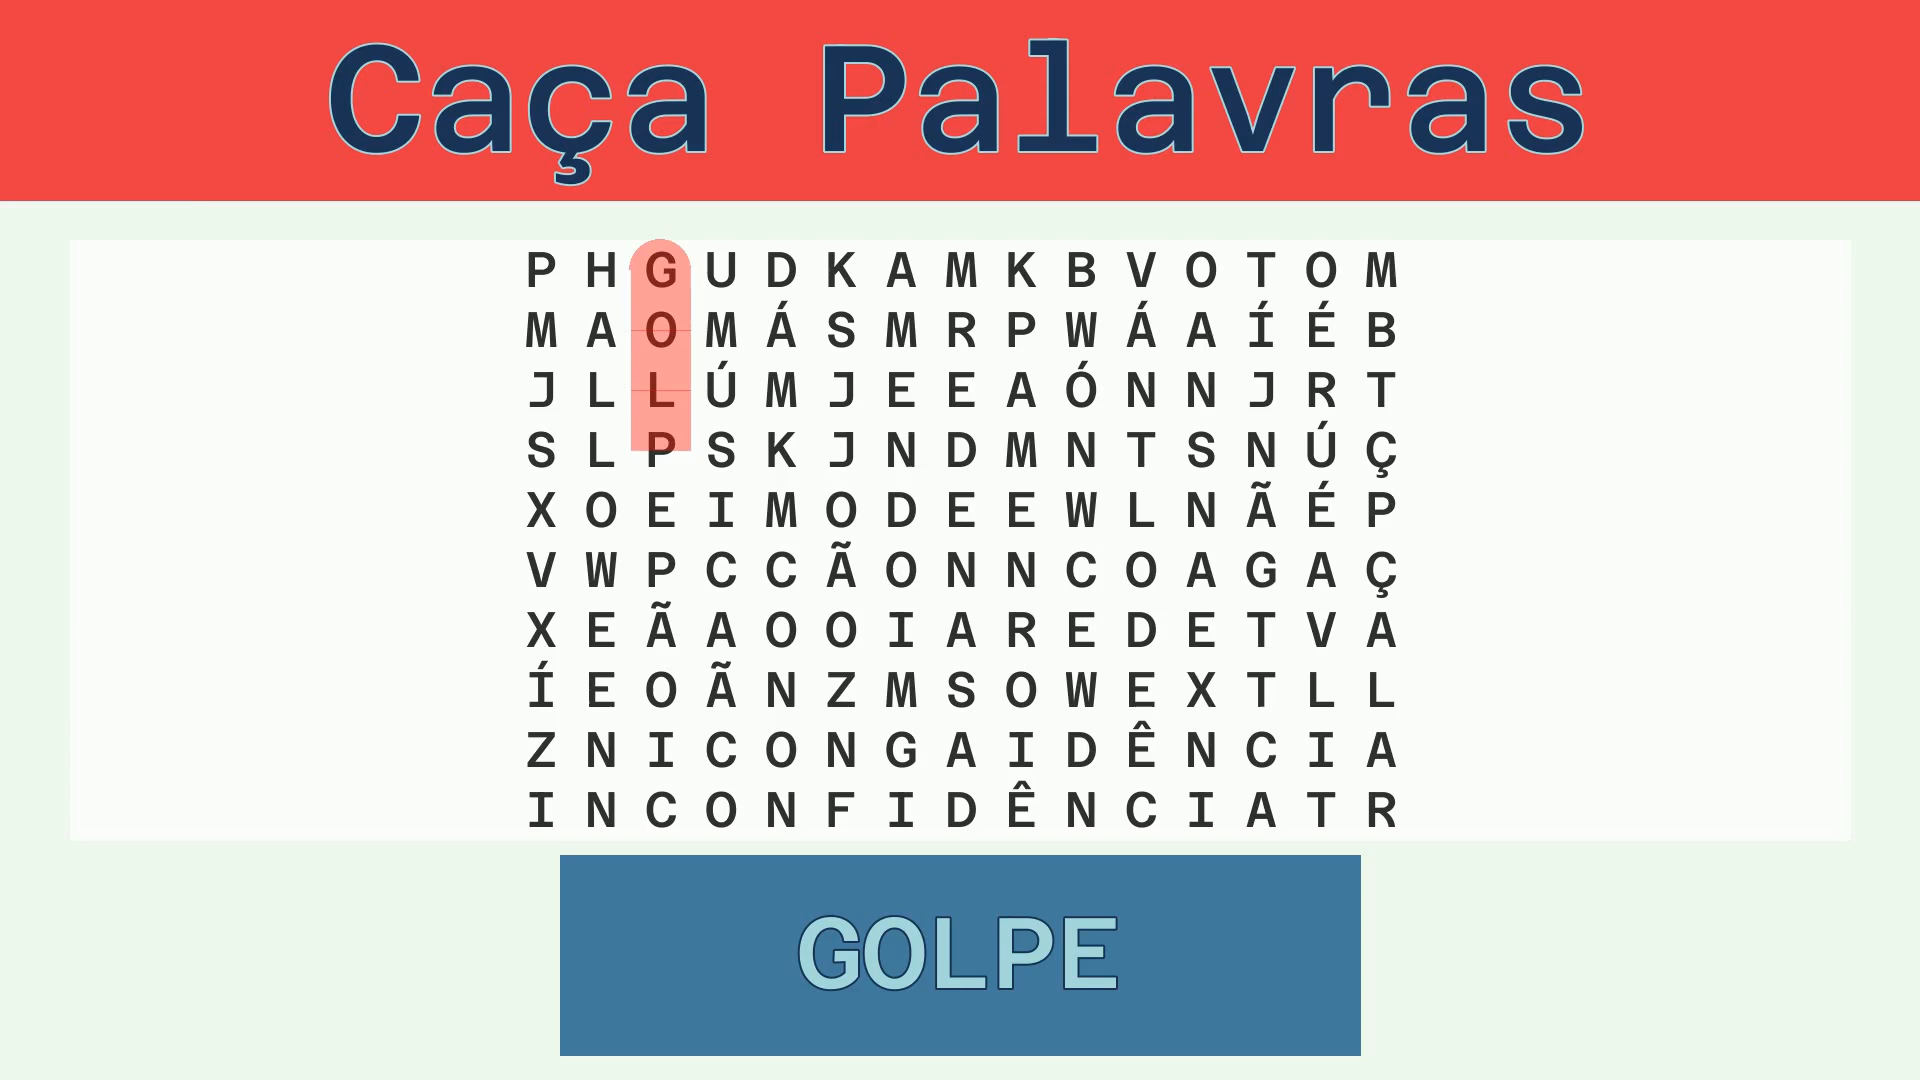 Caça Palavras
P H G U D K A M K B V O T O M
M A O M Á S M R P W Á A Í É B
J L L Ú M J E E A Ó N N J R T
S L P S K J N D M N T S N Ú Ç
X O E I M O D E E W L N Ã É P
V W P C C Ã O N N C O A G A Ç
X E Ã A O O I A R E D E T V A
Í E O Ã N Z M S O W E X T L L
Z N I C O N G A I D Ê N C I A
I N C O N F I D Ê N C I A T R
GOLPE